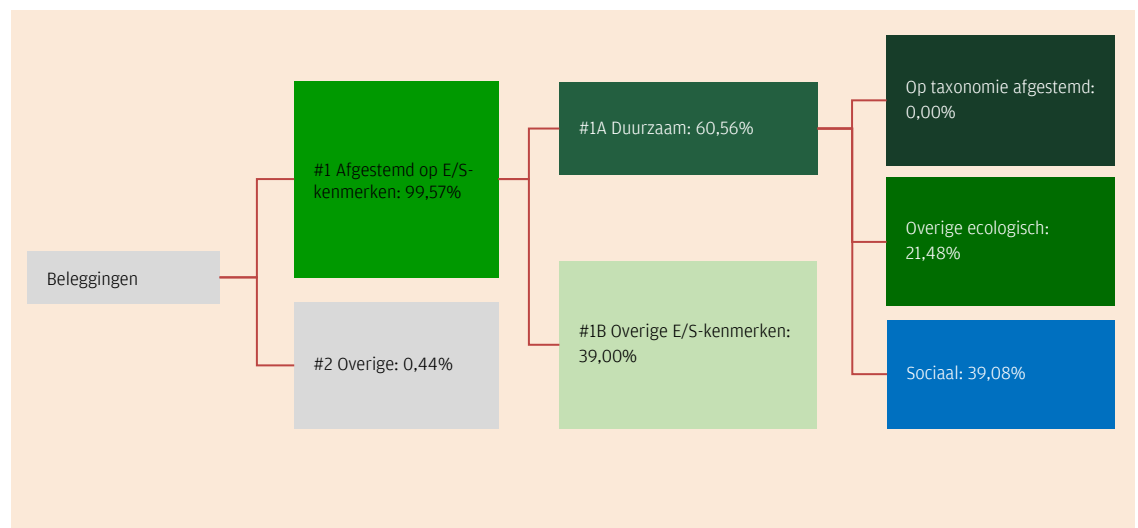 Beleggingen
#1 Afgestemd op E/S-
kenmerken: 99,57%
#2 Overige: 0,44%
#1A Duurzaam: 60,56%
#1B Overige E/S-kenmerken:
39,00%
Op taxonomie afgestemd:
0,00%
Overige ecologisch:
21,48%
Sociaal: 39,08%